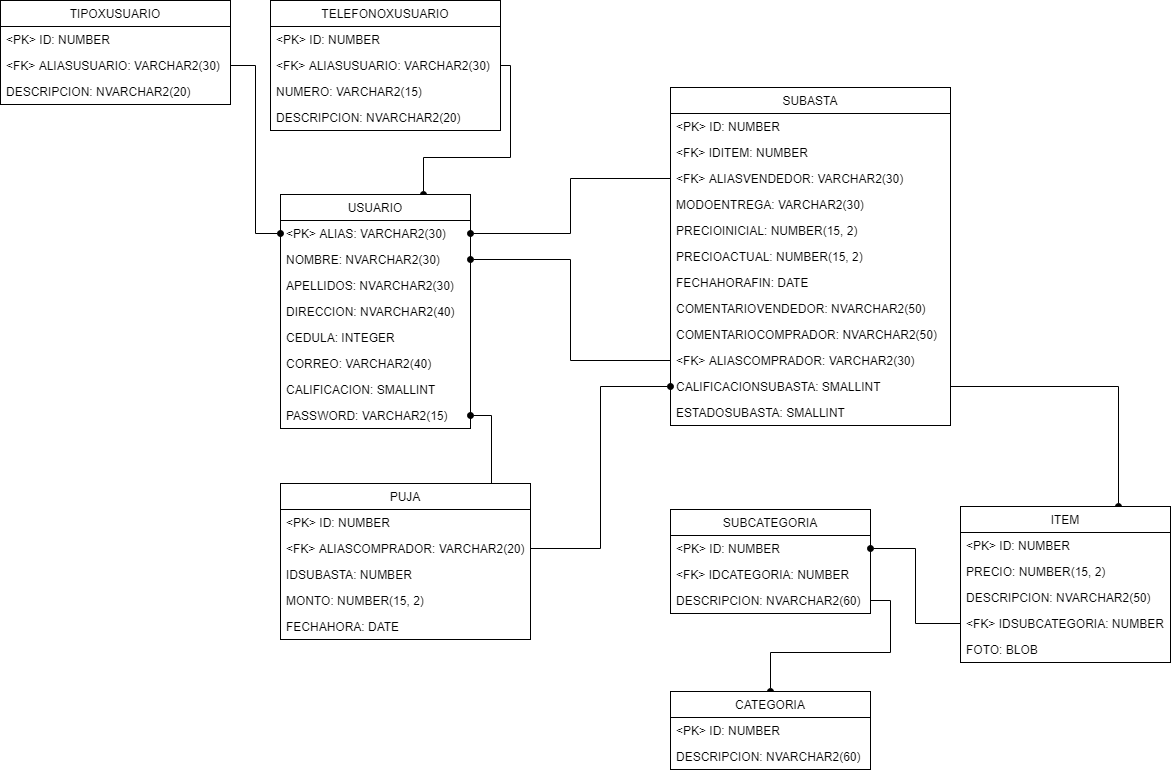 TIPOXUSUARIO
<PK> ID: NUMBER
<FK> ALIASUSUARIO: VARCHAR2(30)
DESCRIPCION: NVARCHAR2(20)
TELEFONOXUSUARIO
<PK> ID: NUMBER
<FK> ALIASUSUARIO: VARCHAR2(30)
NUMERO: VARCHAR2(15)
DESCRIPCION: NVARCHAR2(20)
SUBASTA
<PK> ID: NUMBER
<FK> IDITEM: NUMBER
<FK> ALIASVENDEDOR: VARCHAR2(30)
MODOENTREGA: VARCHAR2(30)
PRECIOINICIAL: NUMBER(15, 2)
PRECIOACTUAL: NUMBER(15, 2)
FECHAHORAFIN: DATE
COMENTARIOVENDEDOR: NVARCHAR2(50)
COMENTARIOCOMPRADOR: NVARCHAR2(50)
<FK> ALIASCOMPRADOR: VARCHAR2(30)
CALIFICACIONSUBASTA: SMALLINT
ESTADOSUBASTA: SMALLINT
USUARIO
<PK> ALIAS: VARCHAR2(30)
NOMBRE: NVARCHAR2(30)
APELLIDOS: NVARCHAR2(30)
DIRECCION: NVARCHAR2(40)
CEDULA: INTEGER
CORREO: VARCHAR2(40)
CALIFICACION: SMALLINT
PASSWORD: VARCHAR2(15)
PUJA
<PK> ID: NUMBER
<FK> ALIASCOMPRADOR: VARCHAR2(20)
IDSUBASTA: NUMBER
MONTO: NUMBER(15, 2)
FECHAHORA: DATE
SUBCATEGORIA
<PK> ID: NUMBER
<FK> IDCATEGORIA: NUMBER
DESCRIPCION: NVARCHAR2(60)
ITEM
<PK> ID: NUMBER
PRECIO: NUMBER(15, 2)
DESCRIPCION: NVARCHAR2(50)
<FK> IDSUBCATEGORIA: NUMBER
FOTO: BLOB
CATEGORIA
<PK> ID: NUMBER
DESCRIPCION: NVARCHAR2(60)